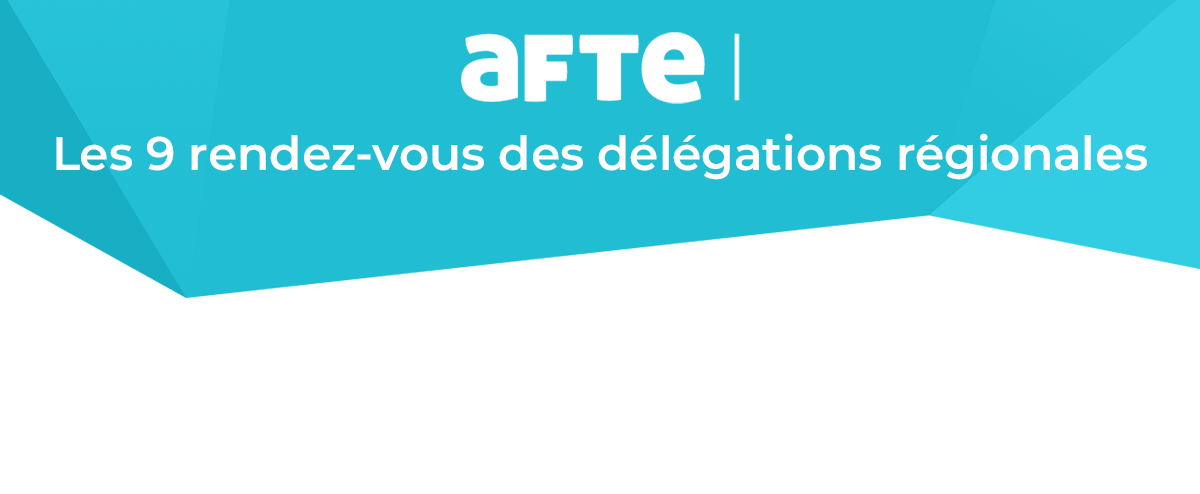 aFTe |
Les 9 rendez-vous des délégations régionales